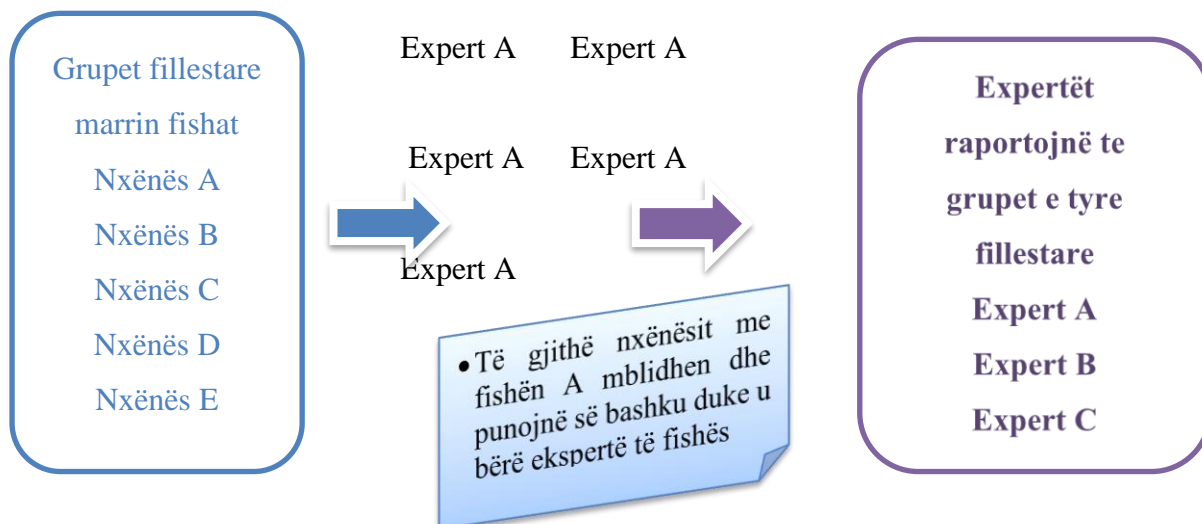 Grupet fillestare
marrin fishat
Nxënës A
Nxënës B
Nxënës C
Nxënës D
Nxënës E
Expert A Expert A
Expert A Expert A
Expert A
• Të gjithë nxënësit me
fishën A mblidhen dhe
punojnë së bashku duke u
bërë ekspertë të fishës
Expertët
raportojnë te
grupet e tyre
fillestare
Expert A
Expert B
Expert C